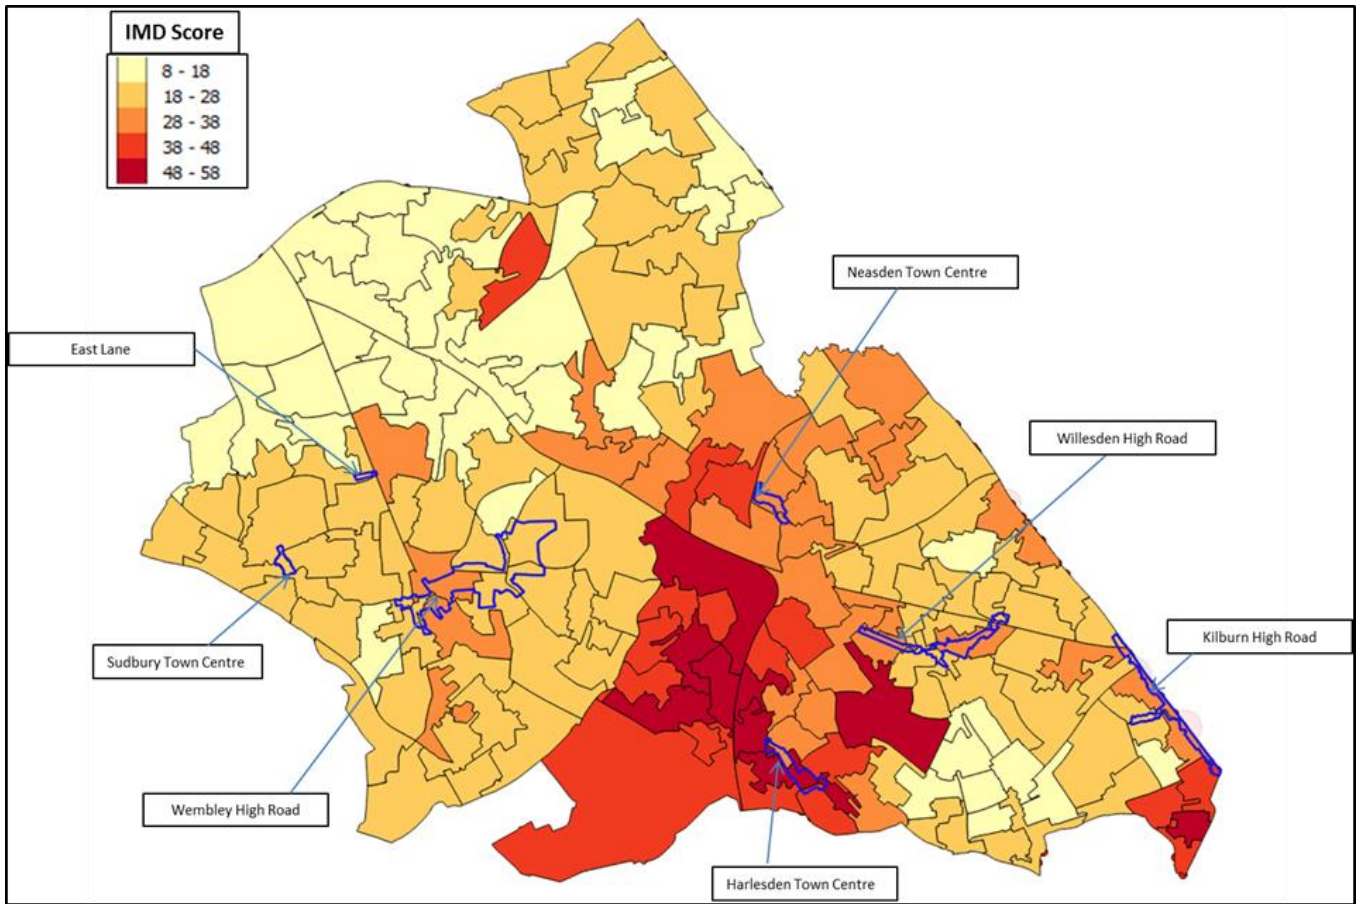 IMD Score
8 - 18
18 - 28
28 - 38
38 - 48
48 - 58
Neasden Town Centre
East Lane
Willesden High Road
Kilburn High Road
Sudbury Town Centre
Wembley High Road
Harlesden Town Centre